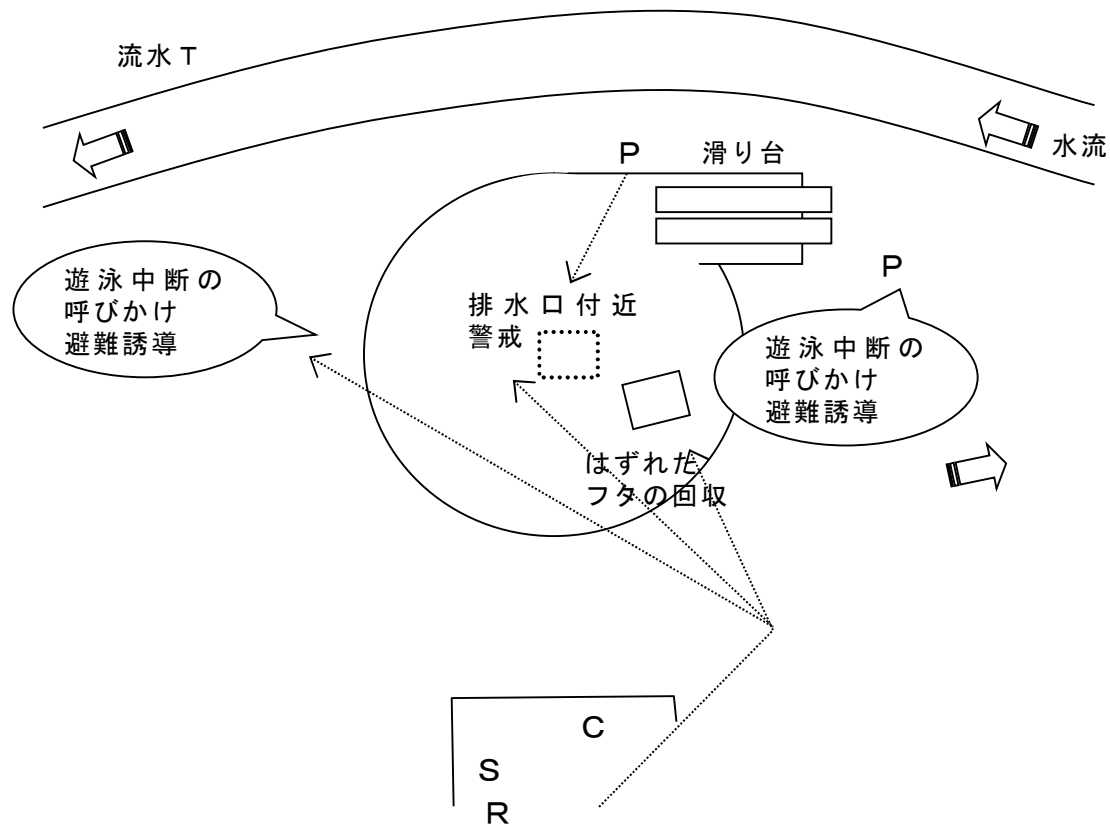 流水T
水流
P
滑り台
遊泳中断の
呼びかけ
避難誘導
P
排水口付近
警戒
遊泳中断の
呼びかけ
避難誘導
はずれた
フタの回収
C
S
R